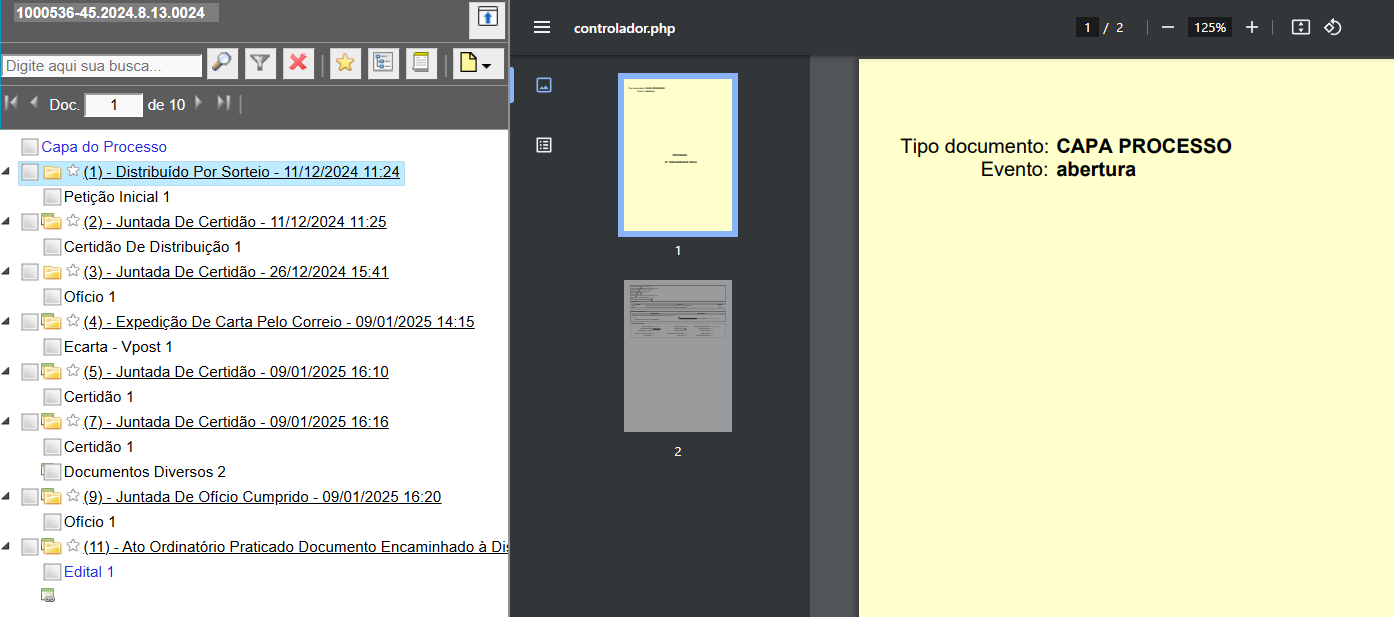 1000536-45.2024.8.13.0024
Digite aqui sua busca...
Doc. 1 de 10
Capa do Processo
(1) - Distribuído Por Sorteio - 11/12/2024 11:24
Petição Inicial 1
(2) - Juntada De Certidão - 11/12/2024 11:25
Certidão De Distribuição 1
(3) - Juntada De Certidão - 26/12/2024 15:41
Ofício 1
(4) - Expedição De Carta Pelo Correio - 09/01/2025 14:15
Ecarta - Vpost 1
(5) - Juntada De Certidão - 09/01/2025 16:10
Certidão 1
(7) - Juntada De Certidão - 09/01/2025 16:16
Certidão 1
Documentos Diversos 2
(9) - Juntada De Ofício Cumprido - 09/01/2025 16:20
Ofício 1
(11) - Ato Ordinatório Praticado Documento Encaminhado à Dis
Edital 1
controlador.php
1 / 2
125%
1
2
Tipo documento: CAPA PROCESSO
Evento: abertura